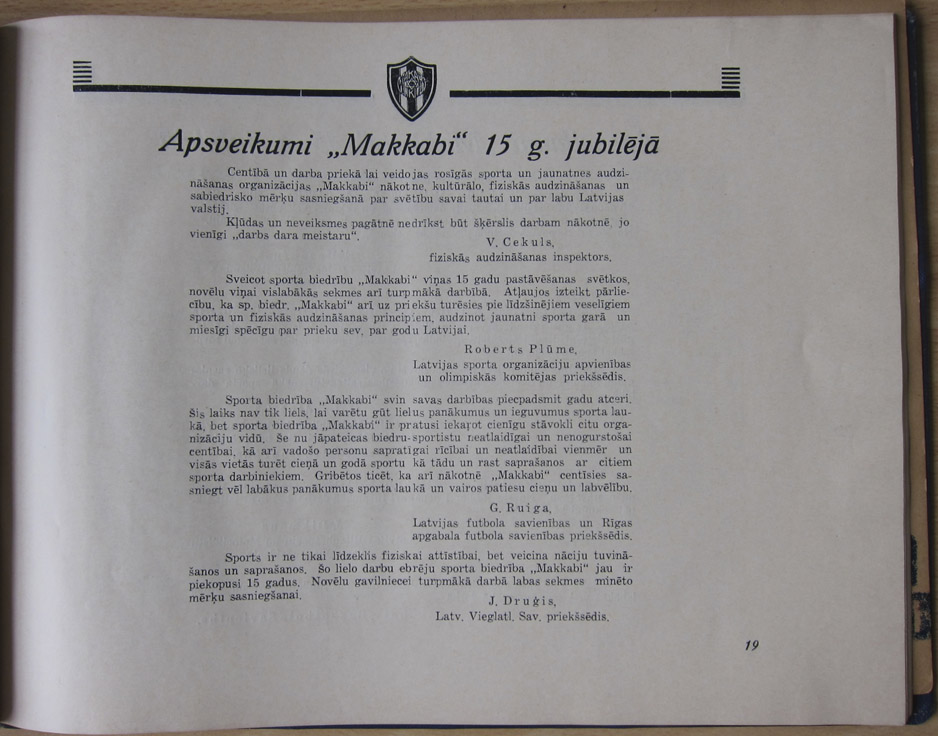 Apsveikumi „Makkabi“ 15 g. jubilējā
Centībā un darba priekā lai veidojas rosīgās sporta un jaunatnes audzi-
nāšanas organizācijas „Makkabi“ nākotne, kultūrālo, fiziskās audzināšanas un
sabiedrisko mērķu sasniegšanā par svētību savai tautai un par labu Latvijas
valstij.
Kļūdas un neveiksmes pagātnē nedrīkst būt šķērslis darbam nākotnē, jo
vienīgi „darbs dara meistaru“.
V. Cekuls,
fiziskās audzināšanas inspektors.
Sveicot sporta biedrību „Makkabi“ viņas 15 gadu pastāvēšanas svētkos,
novēlu viņai vislabākās sekmes arī turpmākā darbībā. Atļaujos izteikt pārlie-
cību, ka sp. biedr. „Makkabi“ arī uz priekšu turēsies pie līdzšinējiem veselīgiem
sporta un fiziskās audzināšanas principiem, audzinot jaunatni sporta garā un
miesīgi spēcīgu par prieku sev, par godu Latvijai.
Roberts Plūme,
Latvijas sporta organizāciju apvienības
un olimpiskās komitējas priekšsēdis.
Sporta biedrība „Makkabi“ svin savas darbības piecpadsmit gadu atceri.
Šis laiks nav tik liels, lai varētu gūt lielus panākumus un ieguvumus sporta lau-
kā, bet sporta biedrība „Makkabi“ ir pratusi iekaŗot cienīgu stāvokli citu orga-
nizāciju vidū. Še nu jāpateicas biedru-sportistu neatlaidīgai un nenogurstošai
centībai, kā arī vadošo personu sapratīgai rīcībai un neatlaidībai vienmēr un
visās vietās turēt cieņā un godā sportu kā tādu un rast saprašanos ar citiem
sporta darbiniekiem. Gribētos ticēt, ka arī nākotnē „Makkabi“ centīsies sa-
sniegt vēl labākus panākumus sporta laukā un vairos patiesu cieņu un labvēlību.
G. Ruiga,
Latvijas futbola savienības un Rīgas
apgabala futbola savienības priekšsēdis.
Sports ir ne tikai līdzeklis fiziskai attīstībai, bet veicina nāciju tuvinā-
šanos un saprašanos. Šo lielo darbu ebrēju sporta biedrība „Makkabi“ jau ir
piekopusi 15 gadus. Novēlu gavilniecei turpmākā darbā labas sekmes minēto
mērķu sasniegšanai.
J. Druģis,
Latv. Vieglatl. Sav. priekšsēdis.
19